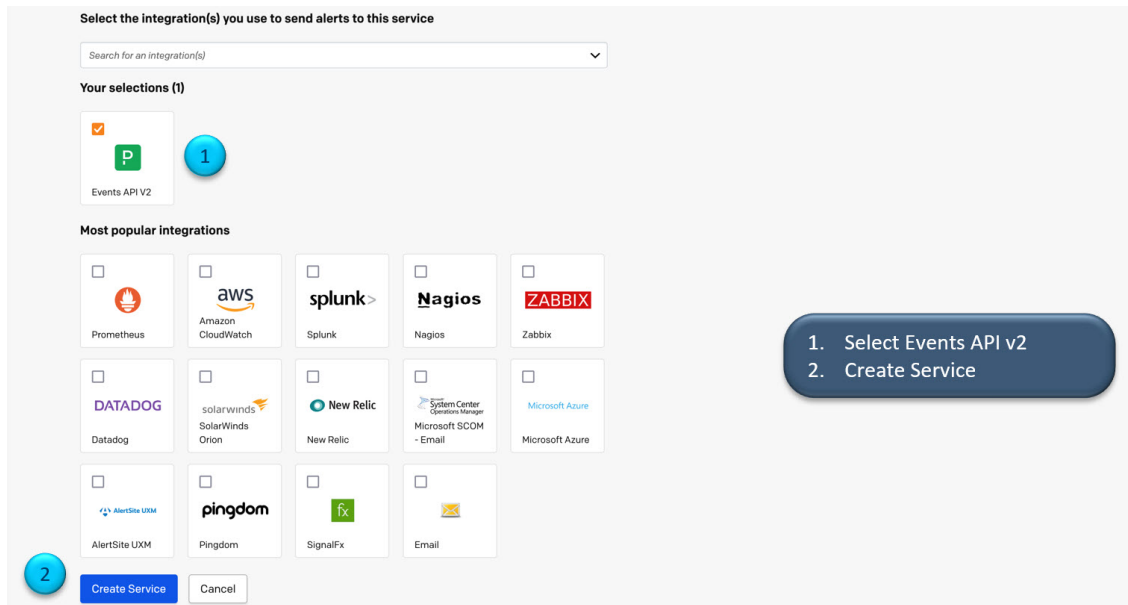 Select the integration(s) you use to send alerts to this service
Search for an integration(s)
Your selections (1)
P
1
Events API V2
Most popular integrations
Prometheus
aws
Amazon
CloudWatch
splunk>
Splunk
Nagios
Nagios
ZABBIX
Zabbix
1. Select Events API v2
2. Create Service
DATADOG
Datadog
solarwinds
SolarWinds
Orion
New Relic
New Relic
Microsoft
System Center
Operations Manager
Microsoft SCOM
- Email
Microsoft Azure
Microsoft Azure
AlertSite UXM
AlertSite UXM
pingdom
Pingdom
fx
SignalFx
Email
2
Create Service
Cancel